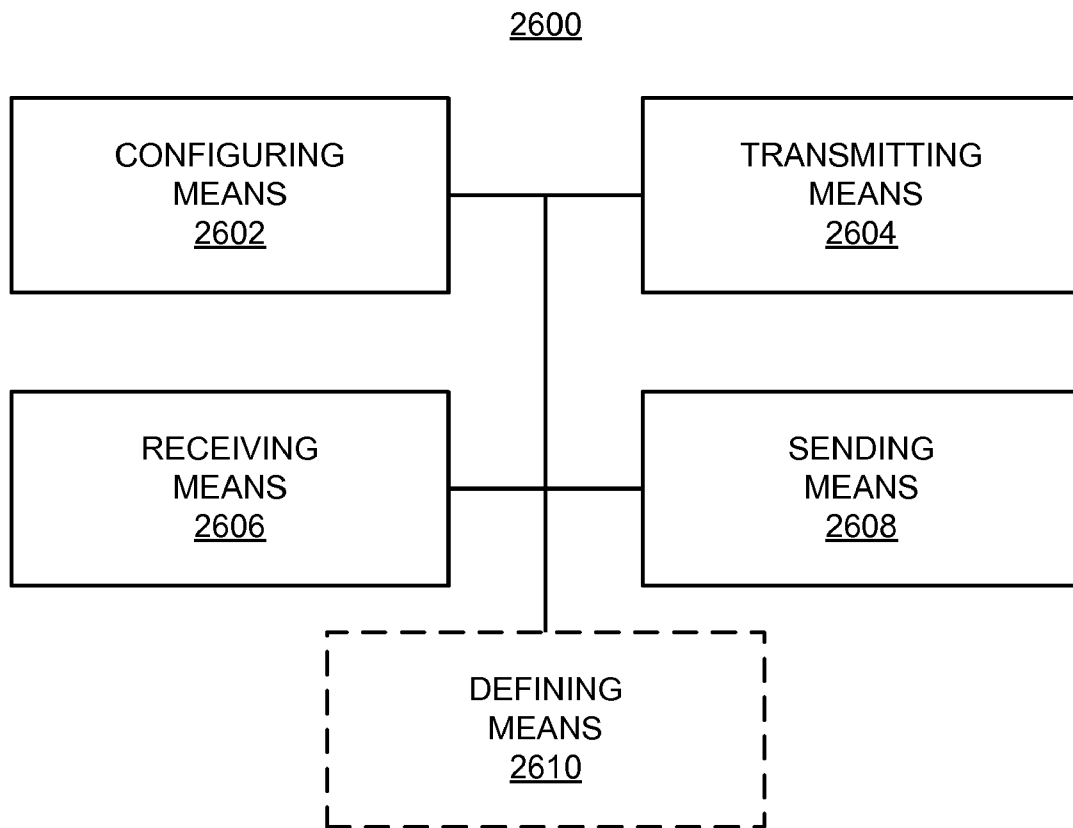 2600
CONFIGURING
MEANS
2602
TRANSMITTING
MEANS
2604
RECEIVING
MEANS
2606
SENDING
MEANS
2608
DEFINING
MEANS
2610